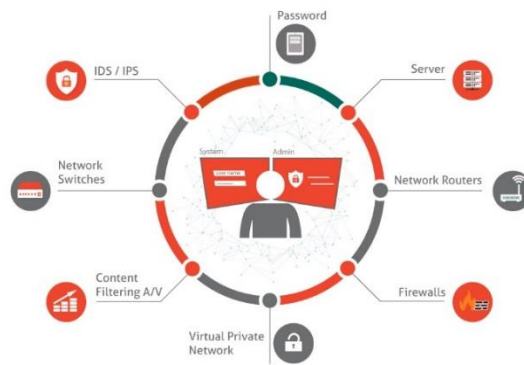 Password
IDS / IPS
Server
System
Admin
Network
Switches
Network Routers
Content
Filtering A/V
Firewalls
Virtual Private
Network